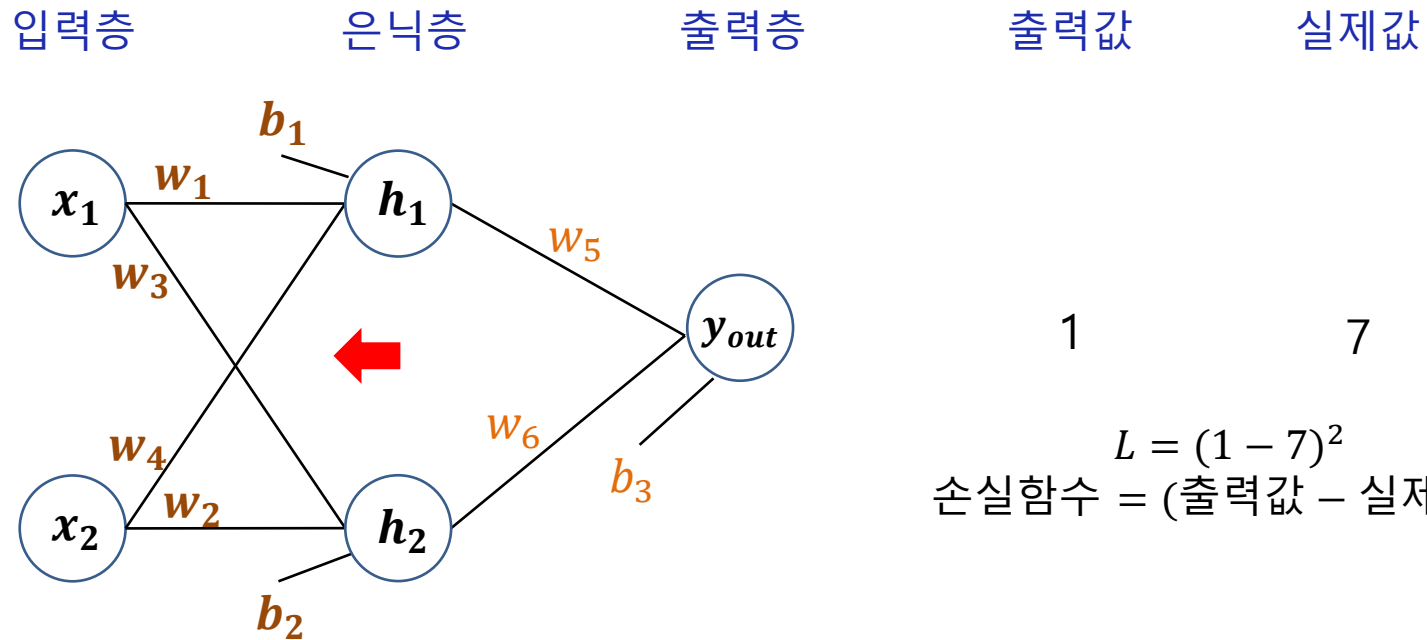 입력층 은닉층 출력층 출력값 실제값
b₁
w₁
x₁ h₁
w₅
w₃
y_out
1 7
w₆
w₄
L = (1 − 7)²
b₃
손실함수 = (출력값 − 실제
w₂
x₂ h₂
b₂